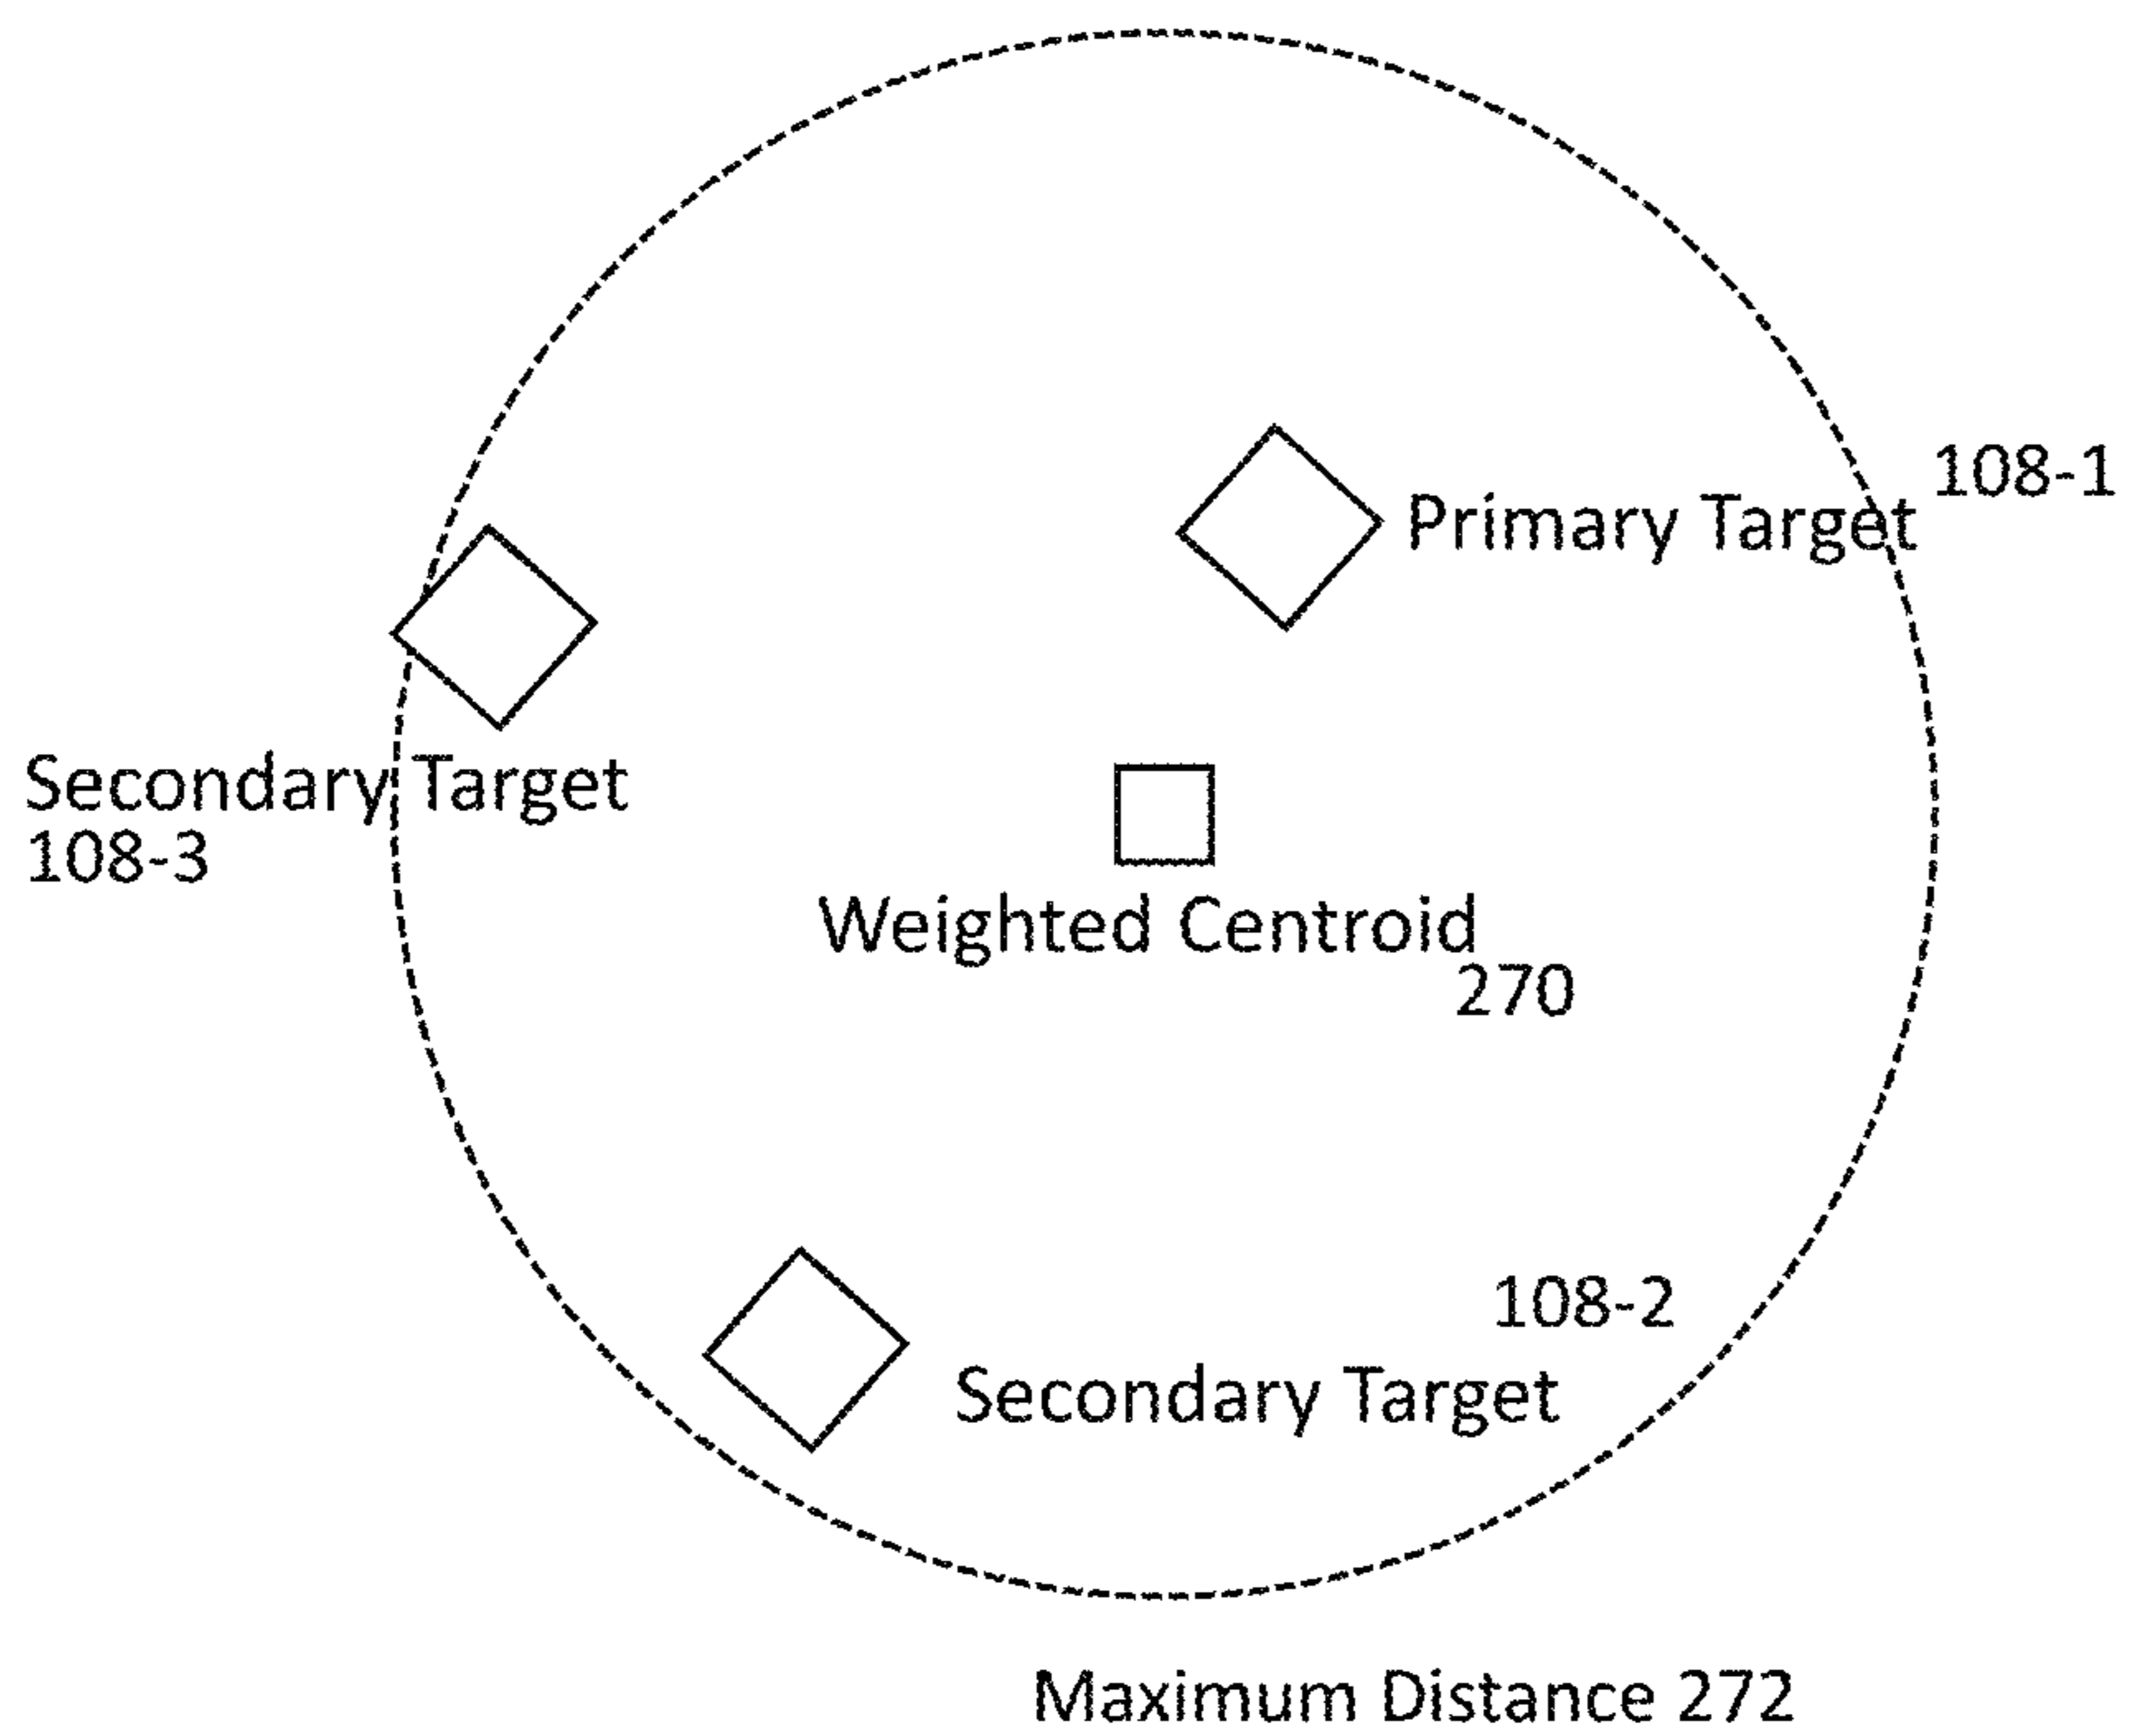 108-1
Primary Target
Secondary Target
108-3
Weighted Centroid
270
108-2
Secondary Target
Maximum Distance 272